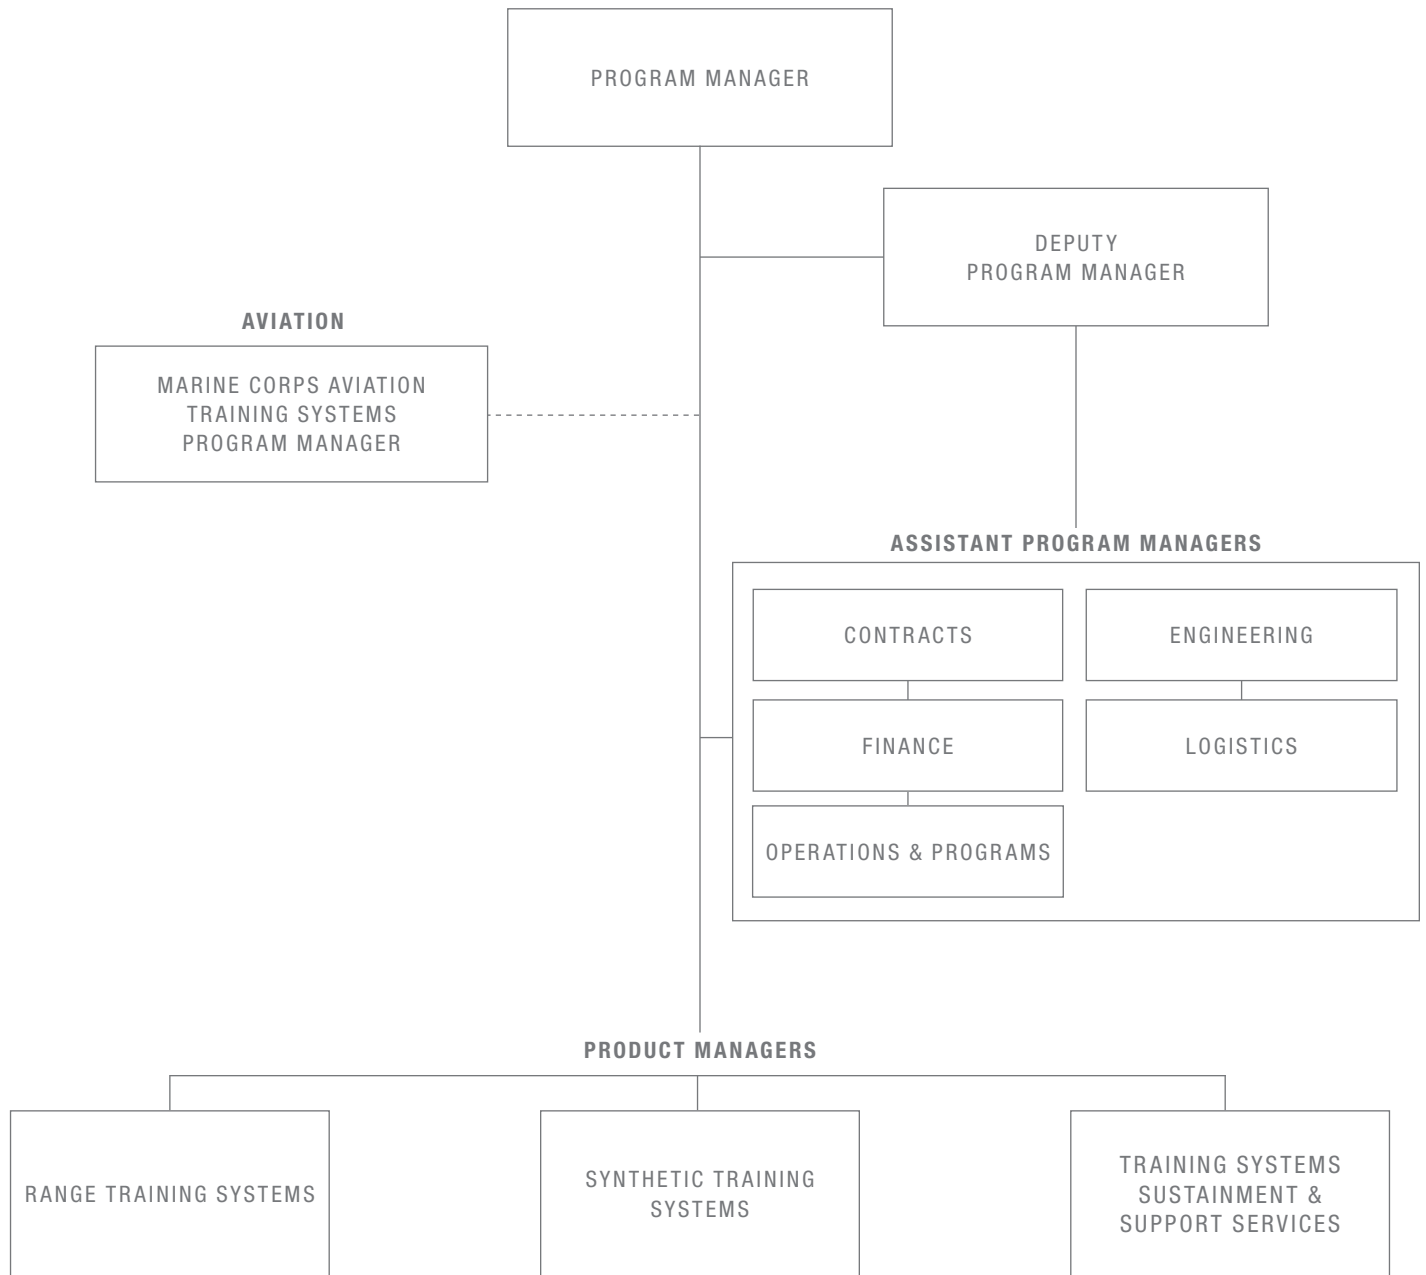 PROGRAM MANAGER
DEPUTY
PROGRAM MANAGER
AVIATION
MARINE CORPS AVIATION
TRAINING SYSTEMS
PROGRAM MANAGER
ASSISTANT PROGRAM MANAGERS
CONTRACTS
ENGINEERING
FINANCE
LOGISTICS
OPERATIONS & PROGRAMS
PRODUCT MANAGERS
RANGE TRAINING SYSTEMS
SYNTHETIC TRAINING
SYSTEMS
TRAINING SYSTEMS
SUSTAINMENT &
SUPPORT SERVICES